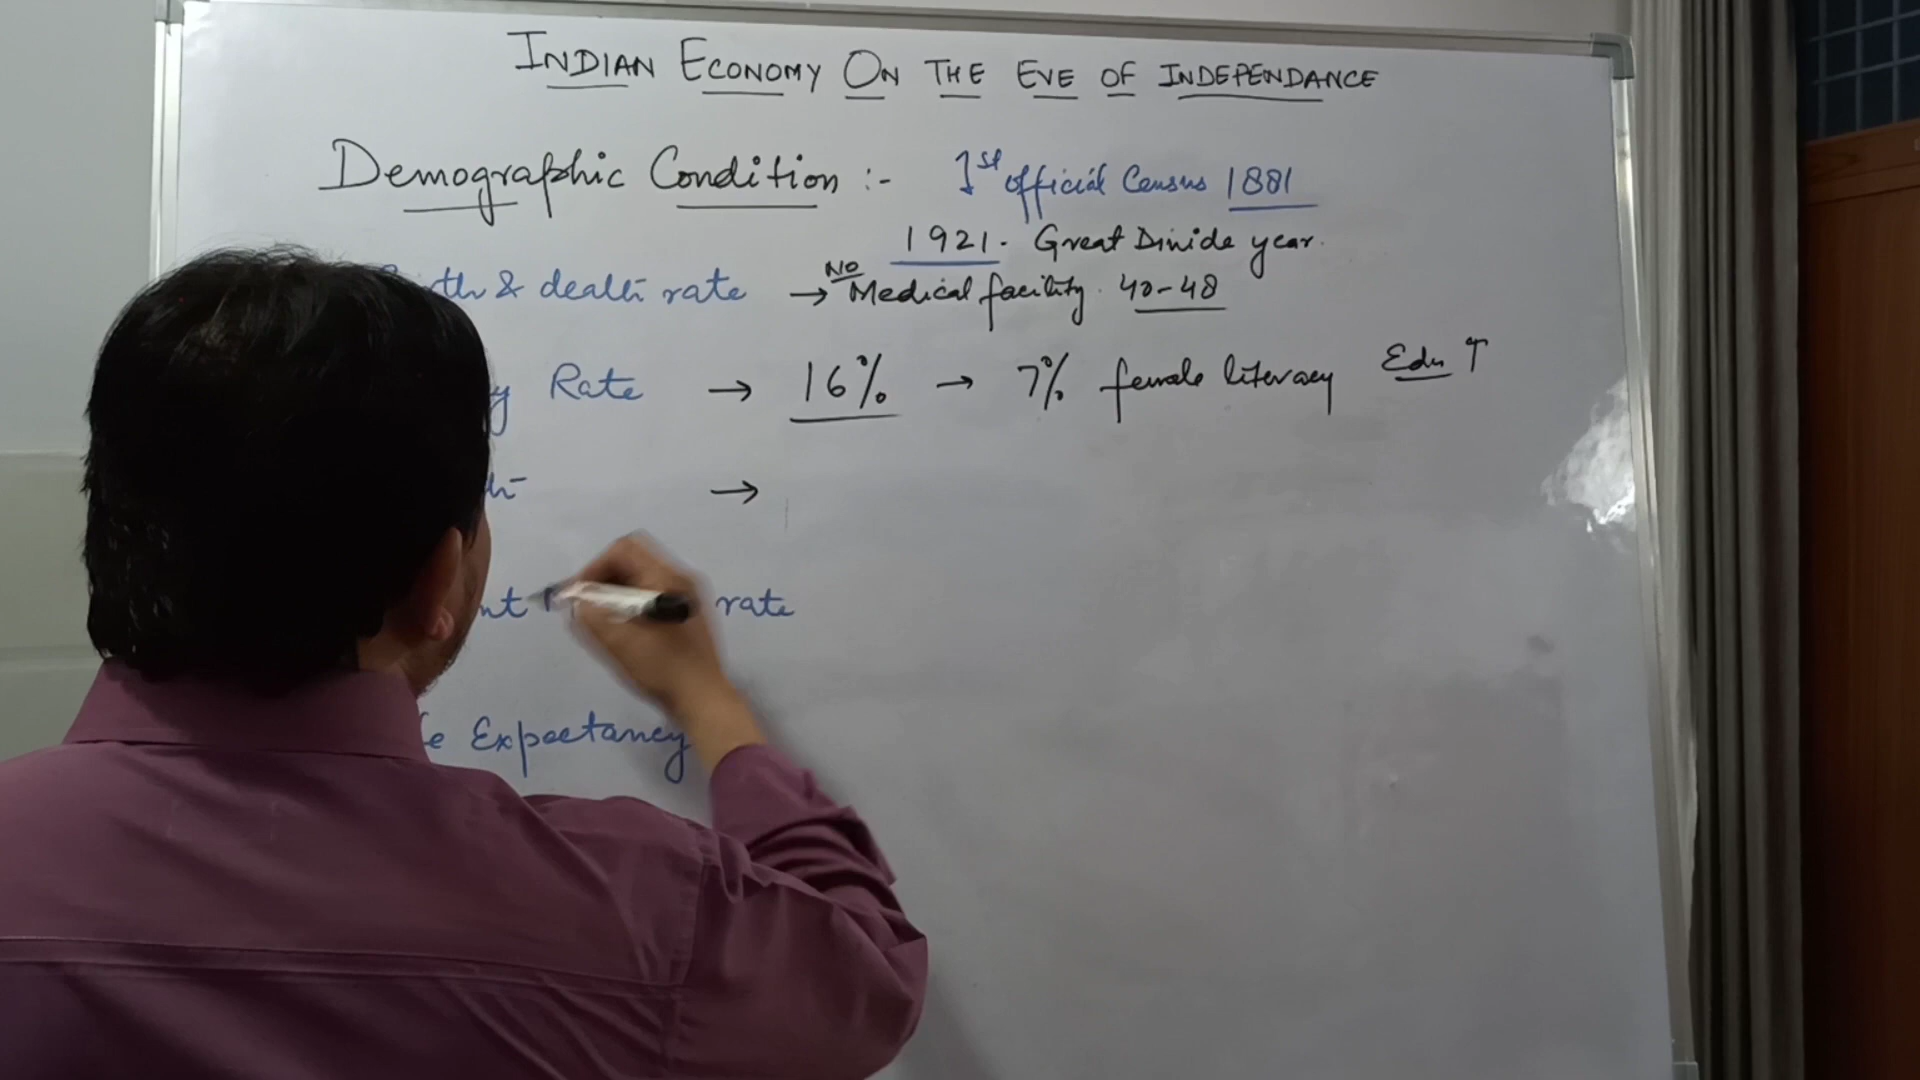 INDIAN ECONOMY ON THE EVE OF INDEPENDANCE
Demographic Condition :- 1st official Census 1881
1921. Great Divide year.
& death rate → NO Medical facility. 40-48
Rate → 16% → 7% female literacy Edu ↑
→
rate
Expectancy